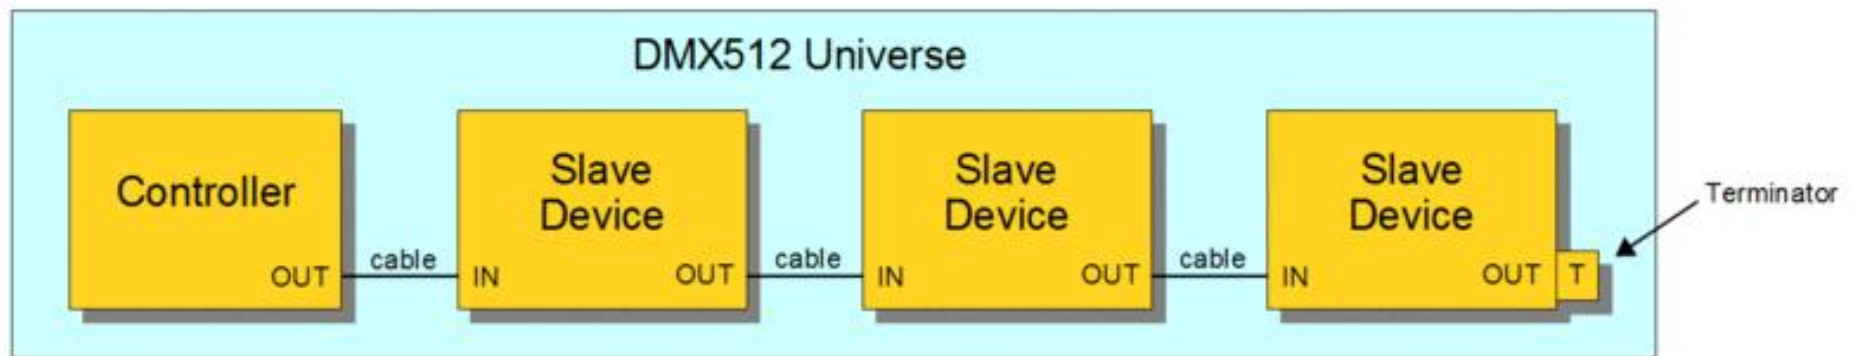 DMX512 Universe
Controller
OUT
cable
Slave
Device
IN
OUT
cable
Slave
Device
IN
OUT
cable
Slave
Device
IN
OUT
T
Terminator